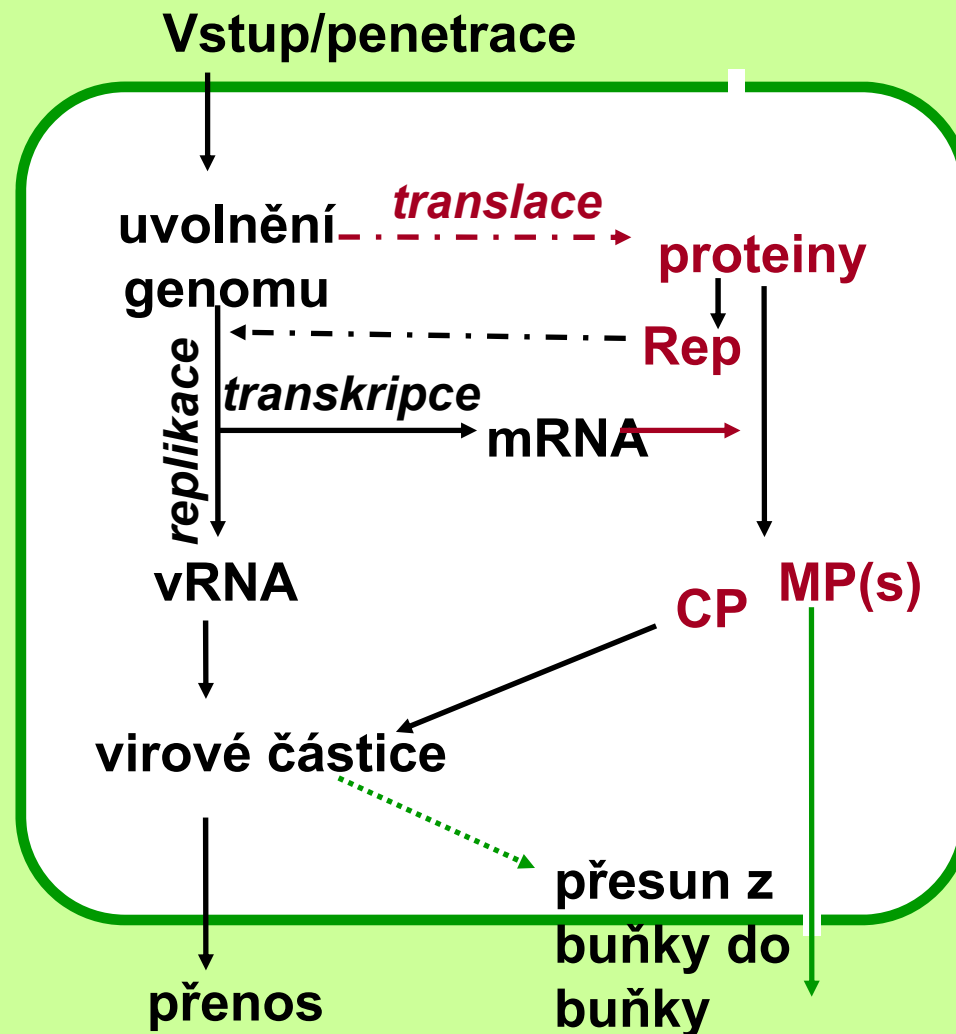 Vstup/penetrace
translace
uvolnění
genomu
proteiny
Rep
replikace
transkripce
mRNA
vRNA
CP
MP(s)
virové částice
přesun z
buňky do
buňky
přenos